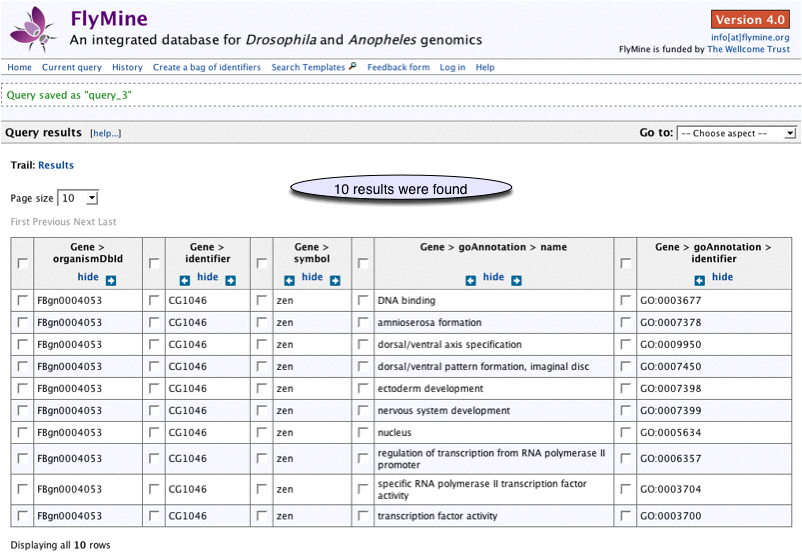 FlyMine
Version 4.0
An integrated database for Drosophila and Anopheles genomics
info[at]flymine.org
FlyMine is funded by The Wellcome Trust
Home Current query History Create a bag of identifiers Search Templates Feedback form Log in Help
Query saved as "query_3"
Query results [help...] Go to: -- Choose aspect --
Trail: Results
10 results were found
Page size 10
First Previous Next Last
Gene > organismDbId hide
Gene > identifier hide
Gene > symbol hide
Gene > goAnnotation > name hide
Gene > goAnnotation > identifier hide
FBgn0004053 CG1046 zen DNA binding GO:0003677
FBgn0004053 CG1046 zen amnioserosa formation GO:0007378
FBgn0004053 CG1046 zen dorsal/ventral axis specification GO:0009950
FBgn0004053 CG1046 zen dorsal/ventral pattern formation, imaginal disc GO:0007450
FBgn0004053 CG1046 zen ectoderm development GO:0007398
FBgn0004053 CG1046 zen nervous system development GO:0007399
FBgn0004053 CG1046 zen nucleus GO:0005634
FBgn0004053 CG1046 zen regulation of transcription from RNA polymerase II promoter GO:0006357
FBgn0004053 CG1046 zen specific RNA polymerase II transcription factor activity GO:0003704
FBgn0004053 CG1046 zen transcription factor activity GO:0003700
Displaying all 10 rows